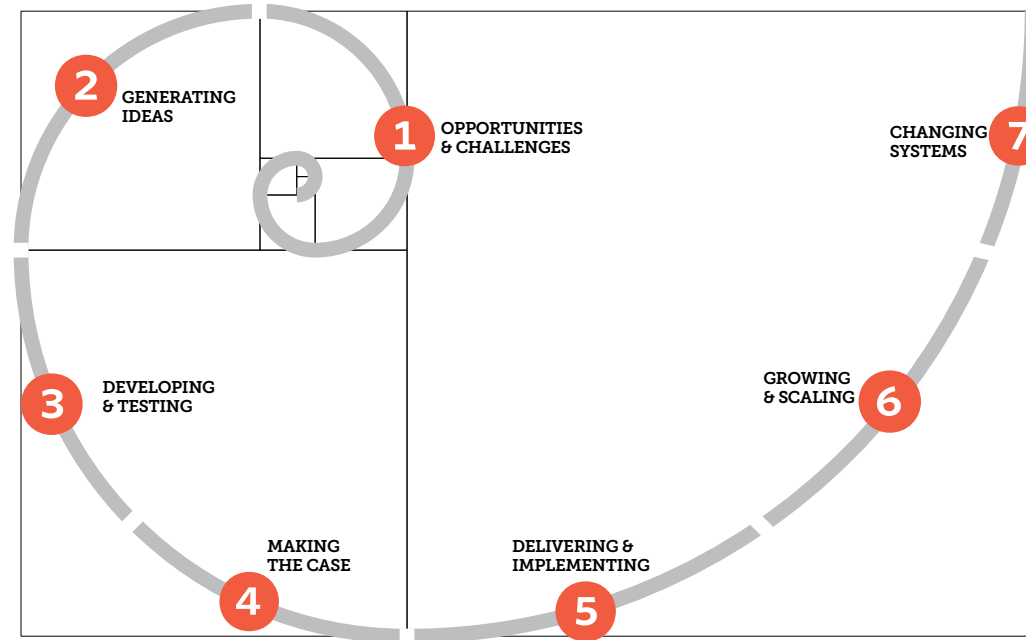 1
OPPORTUNITIES
& CHALLENGES
2
GENERATING
IDEAS
3
DEVELOPING
& TESTING
4
MAKING
THE CASE
5
DELIVERING &
IMPLEMENTING
6
GROWING
& SCALING
7
CHANGING
SYSTEMS